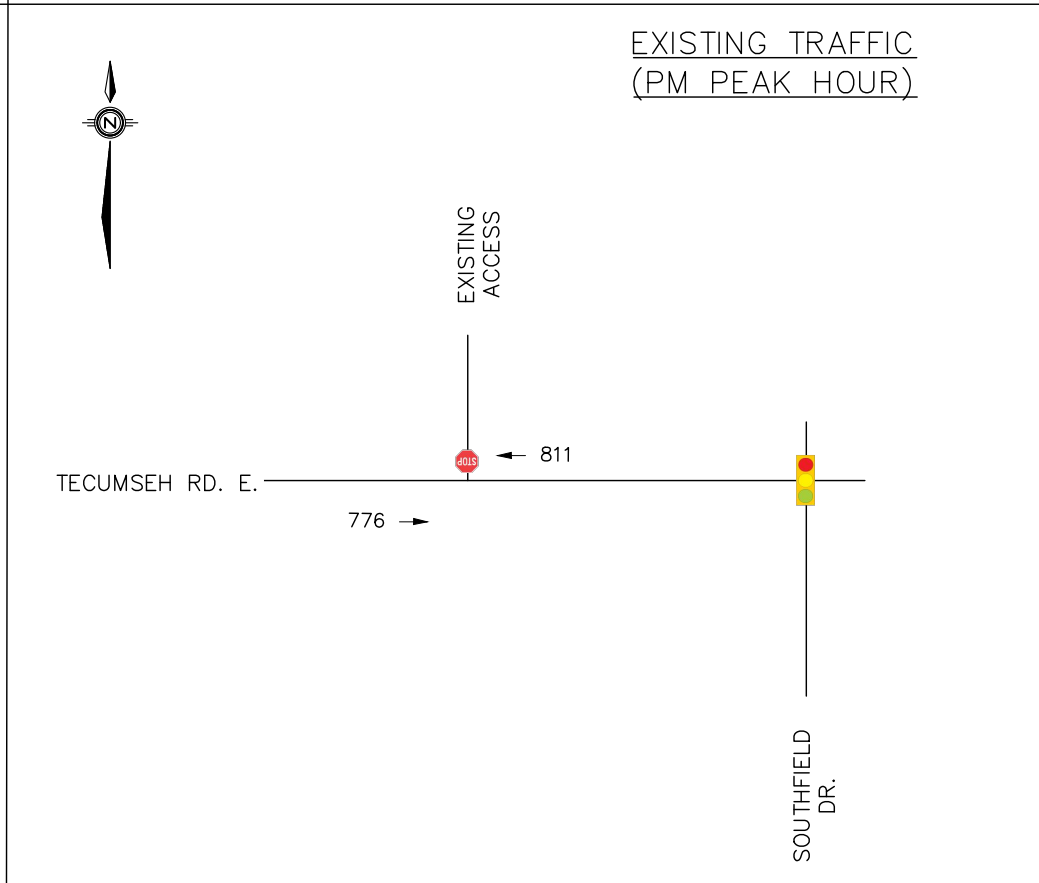 EXISTING TRAFFIC
(PM PEAK HOUR)
N
EXISTING
ACCESS
STOP
811
TECUMSEH RD. E.
776
SOUTHFIELD
DR.